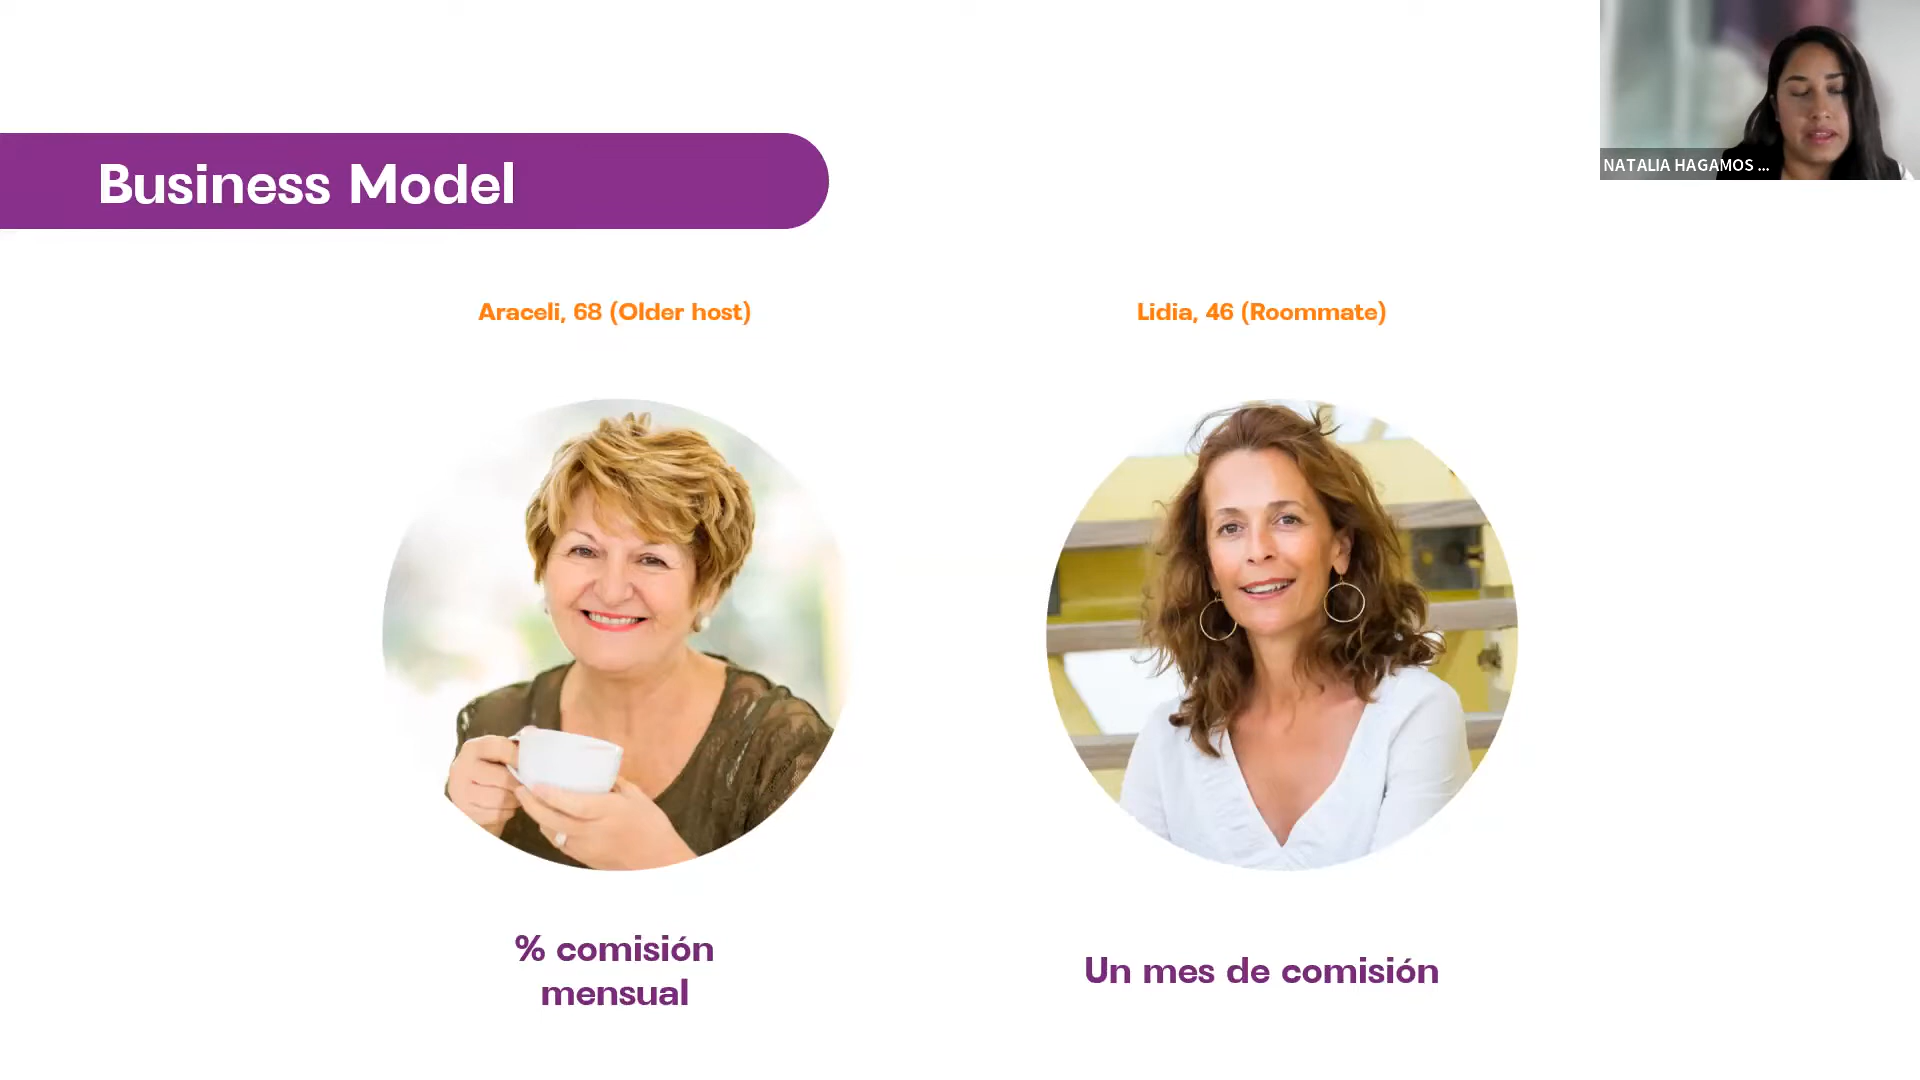 NATALIA HAGAMOS ...
Business Model
Araceli, 68 (Older host)
Lidia, 46 (Roommate)
% comisión
mensual
Un mes de comisión